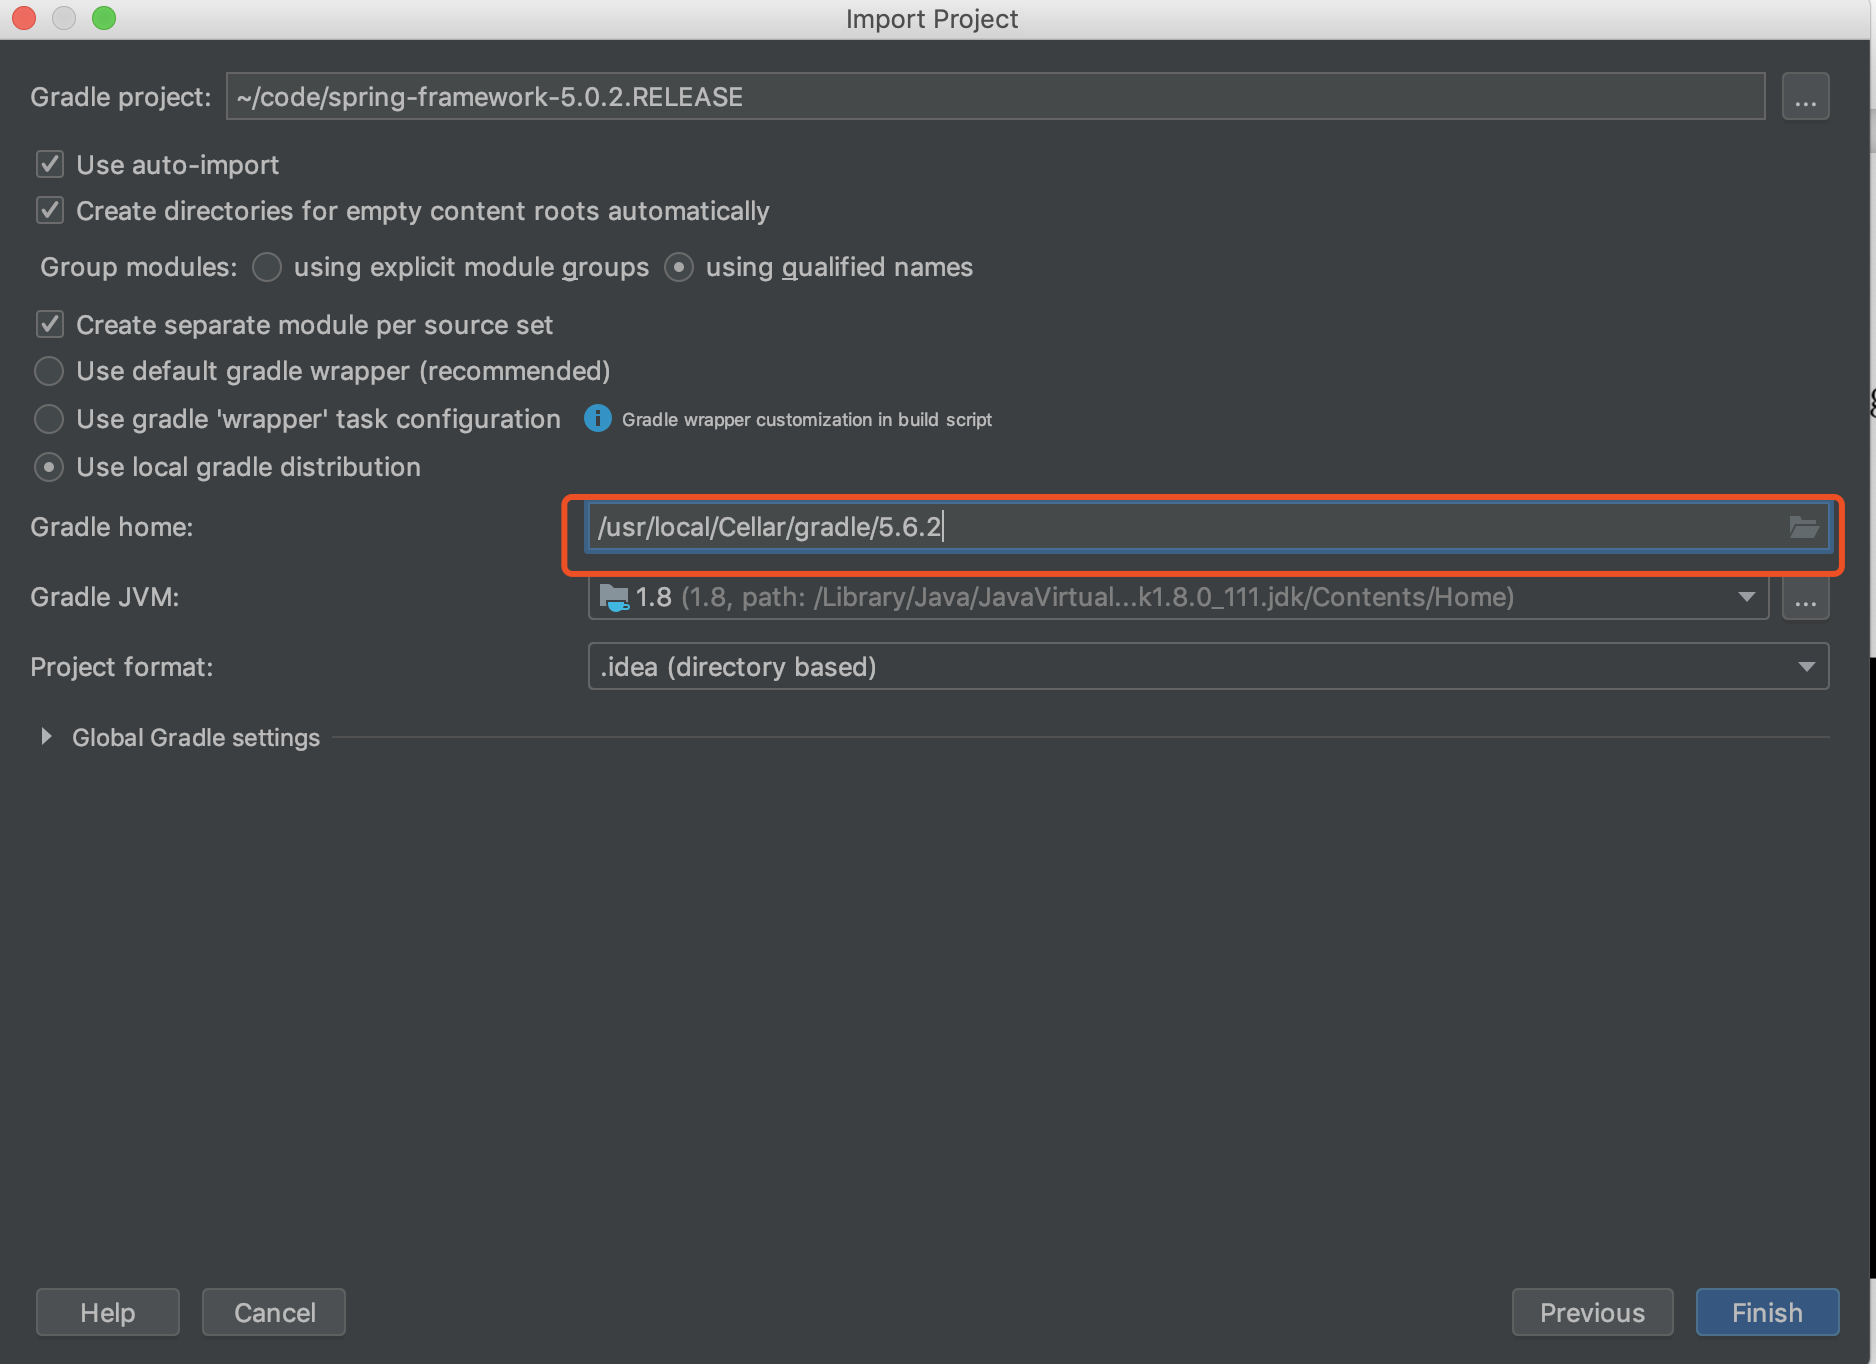 Import Project
Gradle project: ~/code/spring-framework-5.0.2.RELEASE ...
Use auto-import
Create directories for empty content roots automatically
Group modules: using explicit module groups using qualified names
Create separate module per source set
Use default gradle wrapper (recommended)
Use gradle 'wrapper' task configuration Gradle wrapper customization in build script
Use local gradle distribution
Gradle home: /usr/local/Cellar/gradle/5.6.2
Gradle JVM: 1.8 (1.8, path: /Library/Java/JavaVirtual...k1.8.0_111.jdk/Contents/Home) ...
Project format: .idea (directory based)
Global Gradle settings
Help Cancel Previous Finish